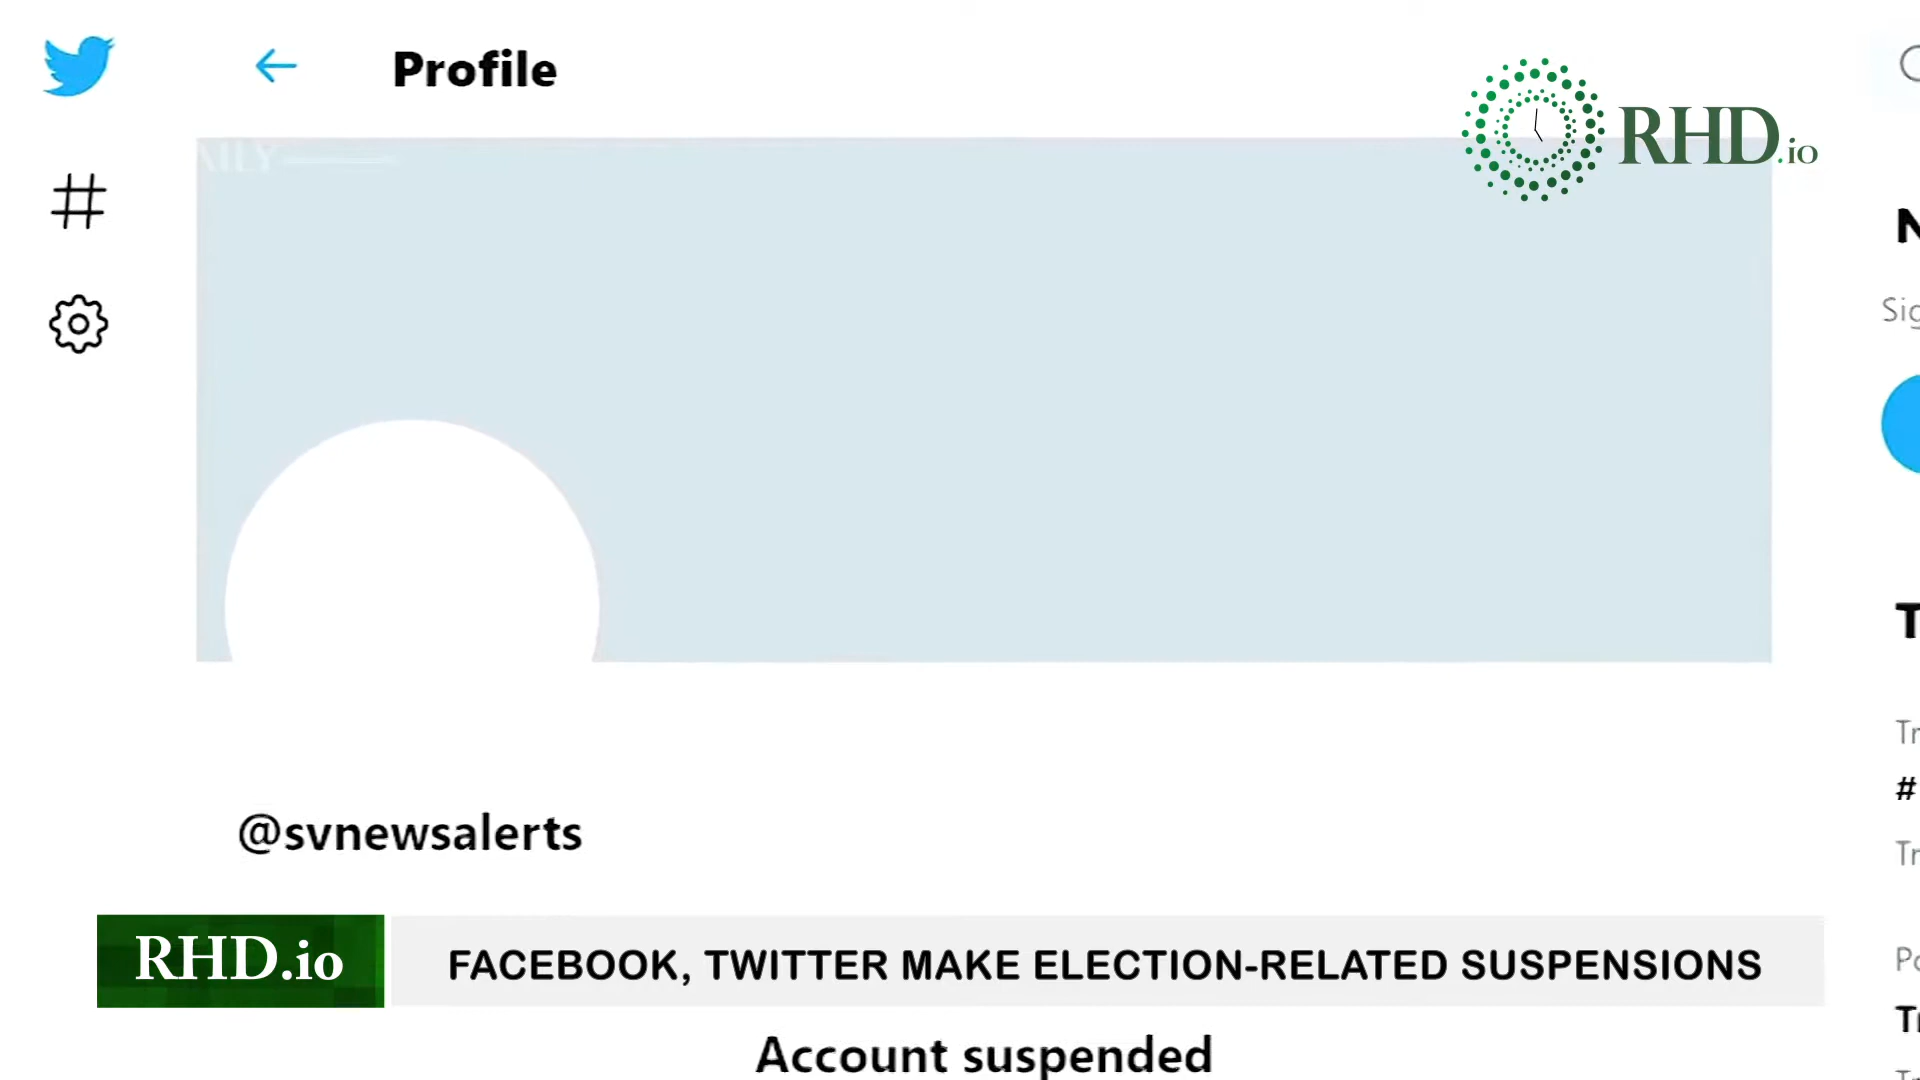 Profile
RHD.io
@svnewsalerts
RHD.io
FACEBOOK, TWITTER MAKE ELECTION-RELATED SUSPENSIONS
Account suspended
#